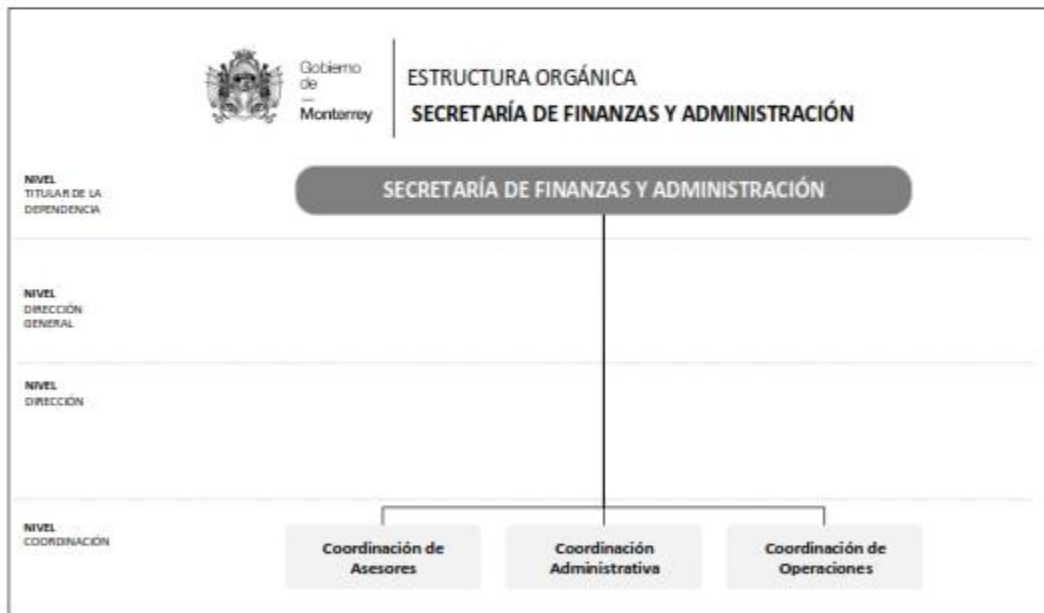 Gobierno
de
—
Monterrey
ESTRUCTURA ORGÁNICA
SECRETARÍA DE FINANZAS Y ADMINISTRACIÓN
NIVEL
TITULAR DE LA
DEPENDENCIA
SECRETARÍA DE FINANZAS Y ADMINISTRACIÓN
NIVEL
DIRECCIÓN
GENERAL
NIVEL
DIRECCIÓN
NIVEL
COORDINACIÓN
Coordinación de
Asesores
Coordinación
Administrativa
Coordinación de
Operaciones